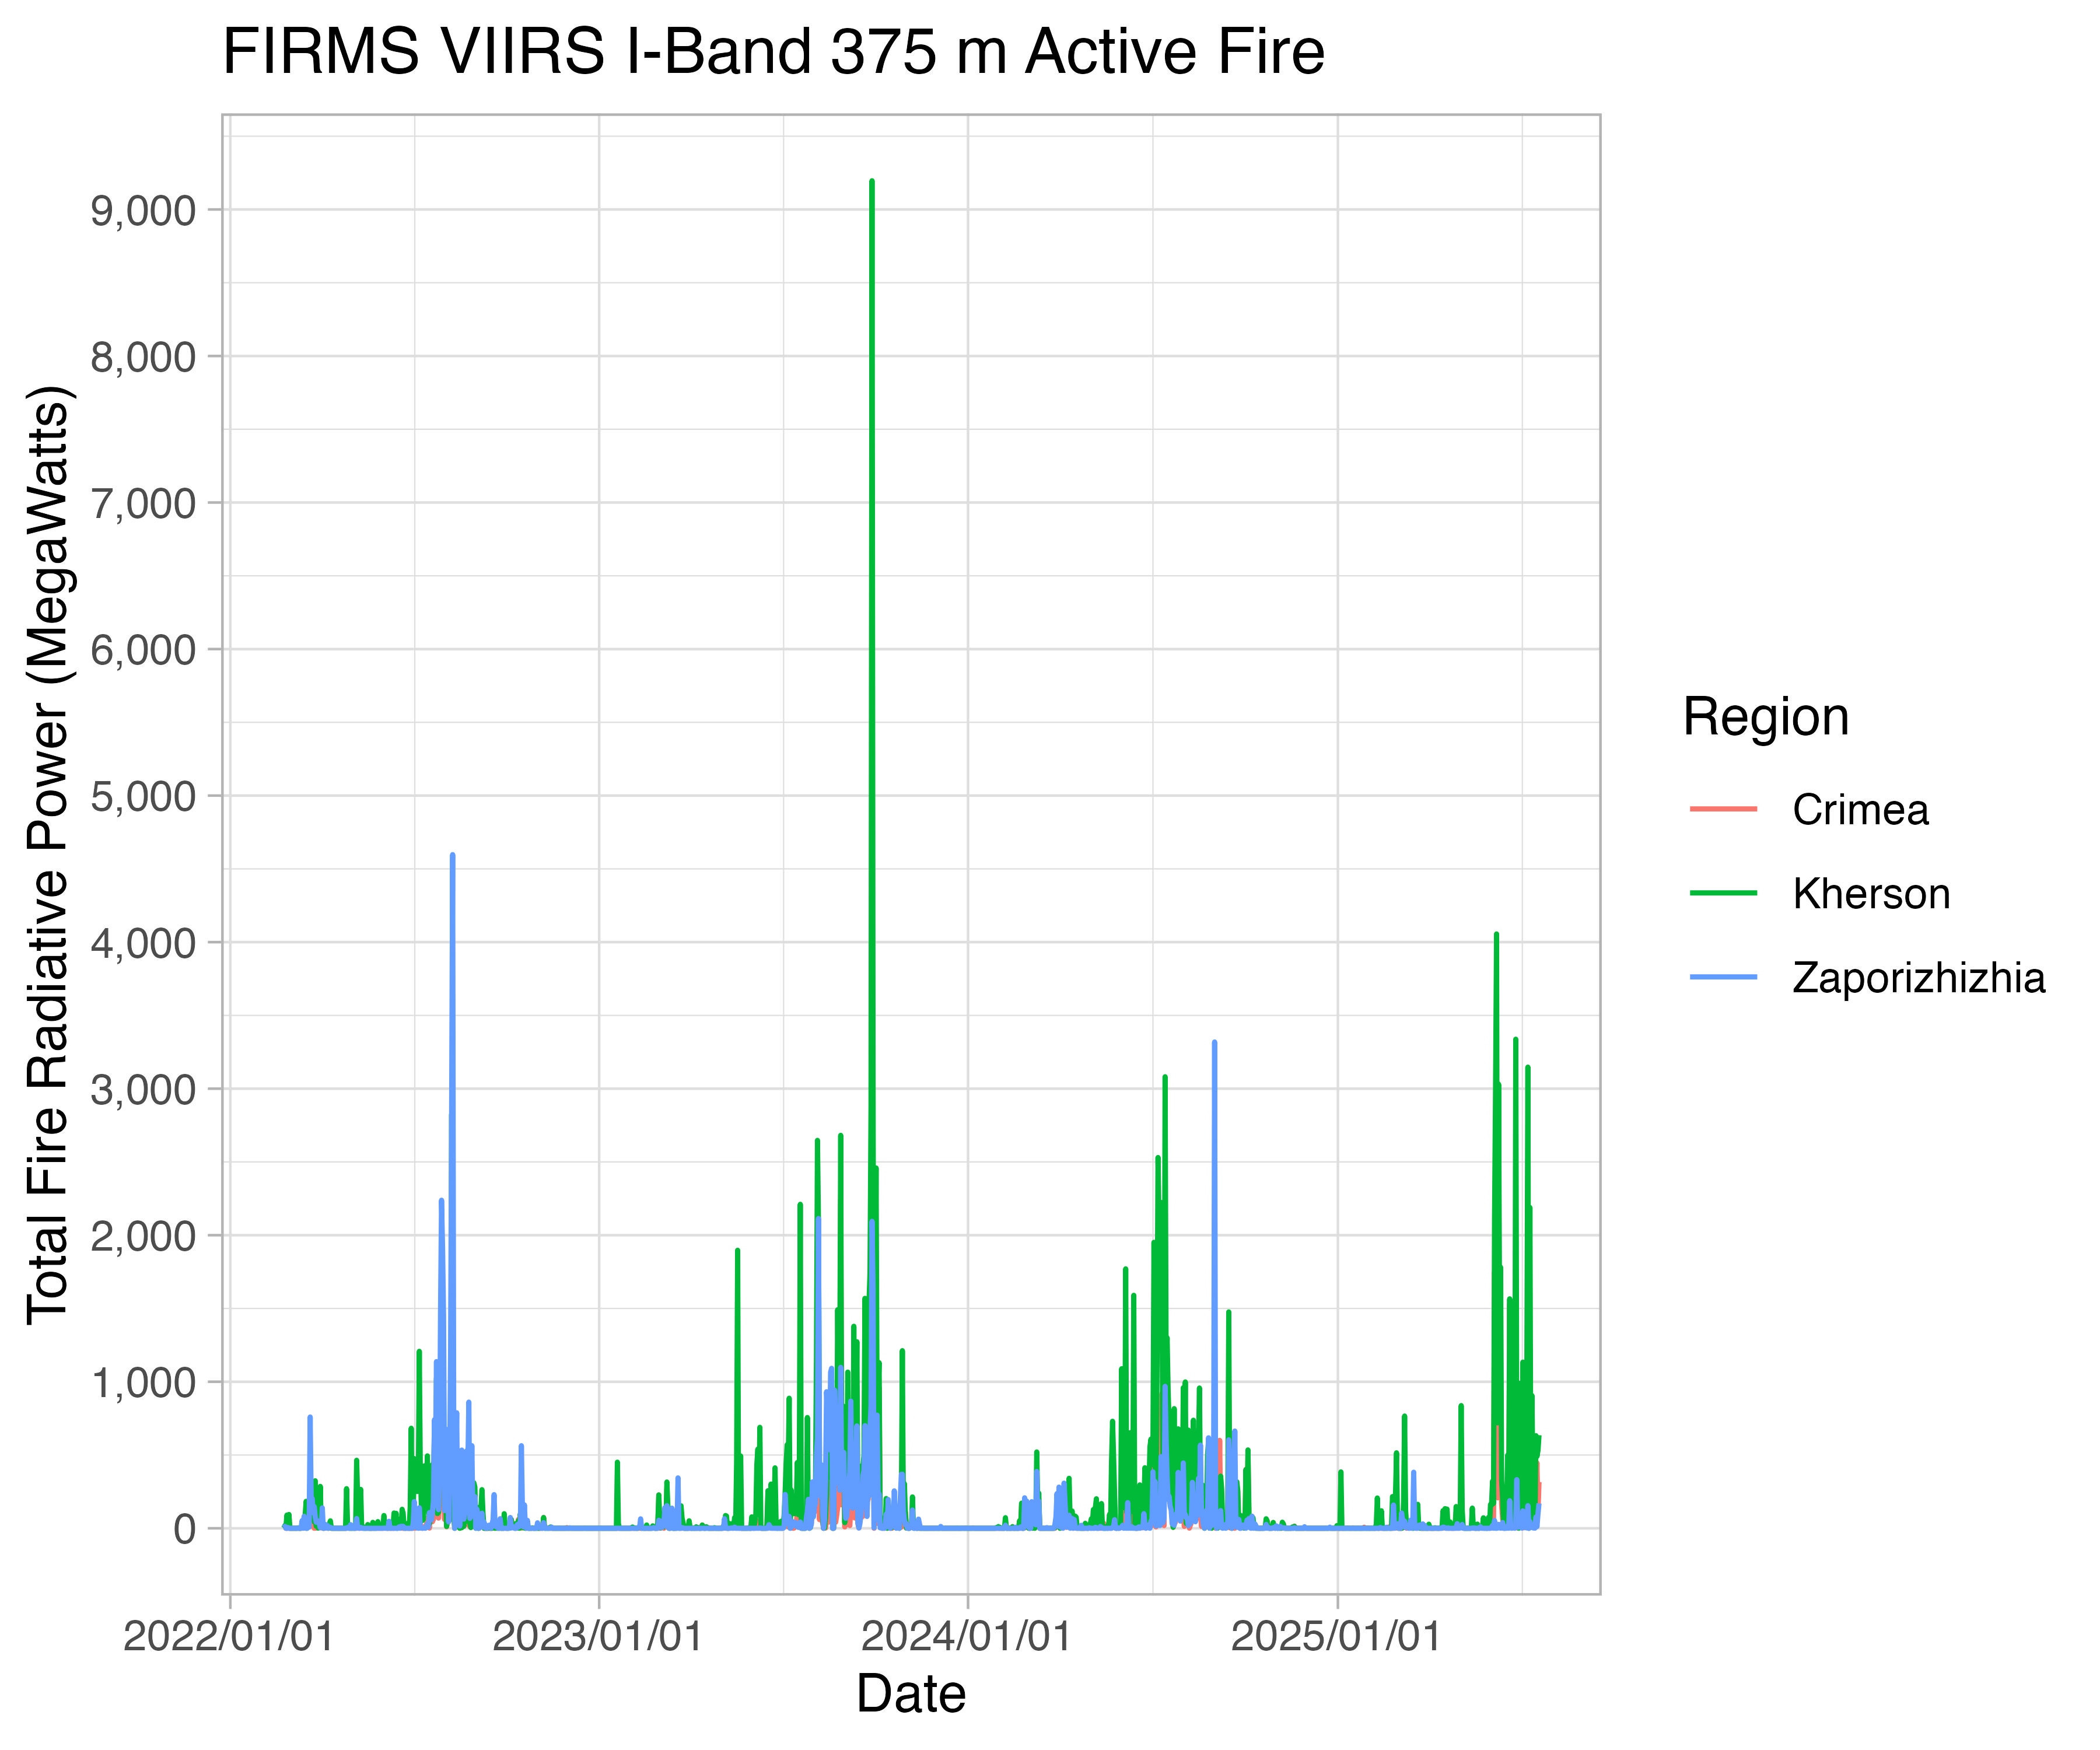 FIRMS VIIRS I-Band 375 m Active Fire
Total Fire Radiative Power (MegaWatts)
9,000
8,000
7,000
6,000
5,000
4,000
3,000
2,000
1,000
0
2022/01/01 2023/01/01 2024/01/01 2025/01/01
Date
Region
Crimea
Kherson
Zaporizhizhia